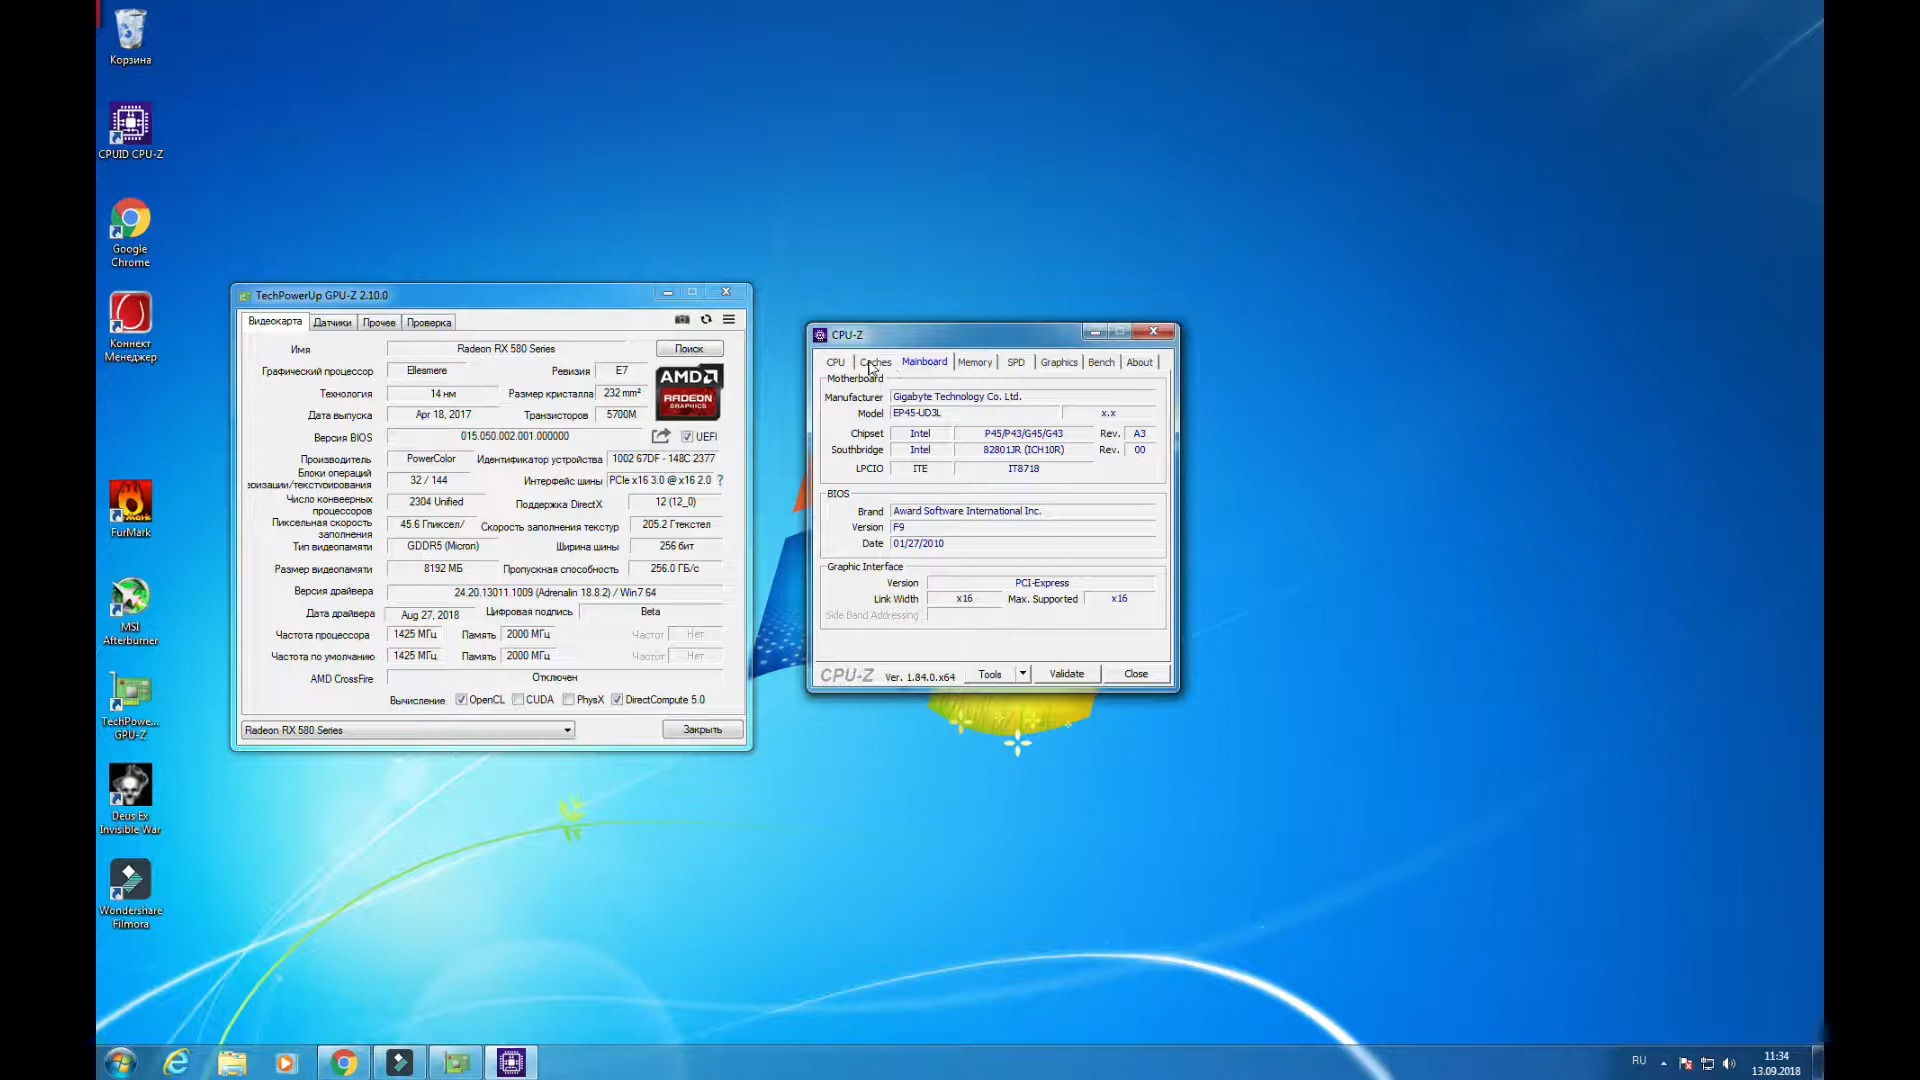 Корзина
CPUID CPU-Z
Google
Chrome
Коннект
Менеджер
FurMark
MSI
Afterburner
TechPowe...
GPU-Z
Deus Ex
Invisible War
Wondershare
Filmora
TechPowerUp GPU-Z 2.10.0
Видеокарта Датчики Прочее Проверка
Имя Radeon RX 580 Series Поиск
Графический процессор Ellesmere Ревизия E7
AMD
RADEON
GRAPHICS
Технология 14 нм Размер кристалла 232 mm²
Дата выпуска Apr 18, 2017 Транзисторов 5700M
Версия BIOS 015.050.002.001.000000 UEFI
Производитель PowerColor Идентификатор устройства 1002 67DF - 148C 2377
Блоки операций
ризации/текстурирования 32 / 144 Интерфейс шины PCIe x16 3.0 @ x16 2.0 ?
Число конвеерных
процессоров 2304 Unified Поддержка DirectX 12 (12_0)
Пиксельная скорость
заполнения 45.6 Гпиксел/ Скорость заполнения текстур 205.2 Гтекстел
Тип видеопамяти GDDR5 (Micron) Ширина шины 256 бит
Размер видеопамяти 8192 МБ Пропускная способность 256.0 ГБ/с
Версия драйвера 24.20.13011.1009 (Adrenalin 18.8.2) / Win7 64
Дата драйвера Aug 27, 2018 Цифровая подпись Beta
Частота процессора 1425 МГц Память 2000 МГц Частот Нет
Частота по умолчанию 1425 МГц Память 2000 МГц Частот Нет
AMD CrossFire Отключен
Вычисление OpenCL CUDA PhysX DirectCompute 5.0
Radeon RX 580 Series Закрыть
CPU-Z
CPU Caches Mainboard Memory SPD Graphics Bench About
Motherboard
Manufacturer Gigabyte Technology Co. Ltd.
Model EP45-UD3L x.x
Chipset Intel P45/P43/G45/G43 Rev. A3
Southbridge Intel 82801JR (ICH10R) Rev. 00
LPCIO ITE IT8718
BIOS
Brand Award Software International Inc.
Version F9
Date 01/27/2010
Graphic Interface
Version PCI-Express
Link Width x16 Max. Supported x16
Side Band Addressing
CPU-Z Ver. 1.84.0.x64 Tools Validate Close
RU
11:34
13.09.2018